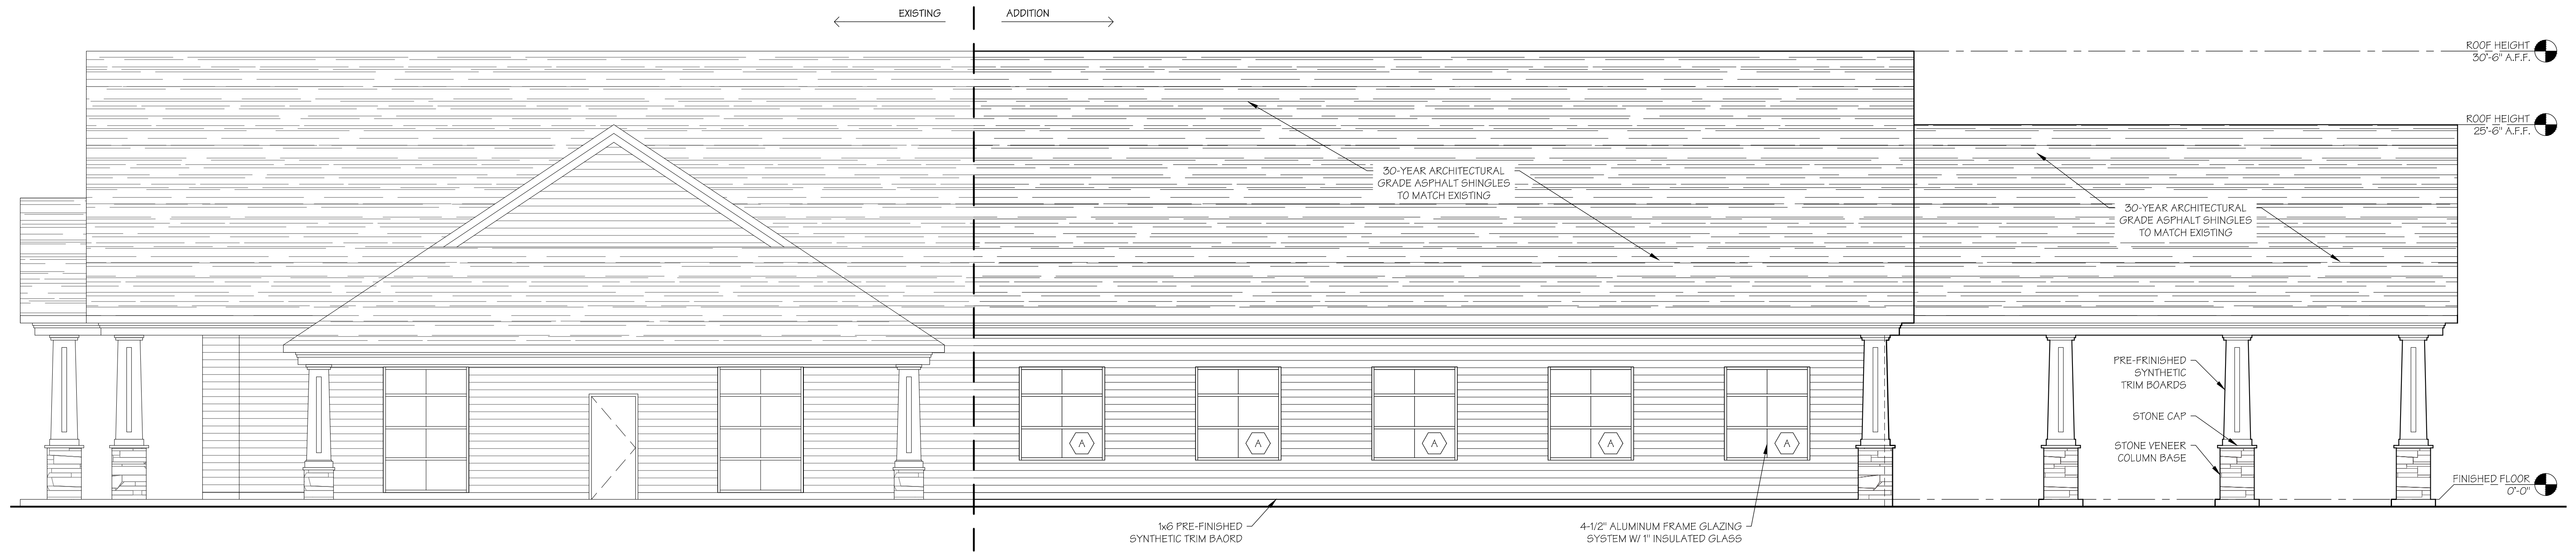 EXISTING
ADDITION
ROOF HEIGHT
30'-6" A.F.F.
ROOF HEIGHT
25'-6" A.F.F.
30-YEAR ARCHITECTURAL
GRADE ASPHALT SHINGLES
TO MATCH EXISTING
30-YEAR ARCHITECTURAL
GRADE ASPHALT SHINGLES
TO MATCH EXISTING
PRE-FRINISHED
SYNTHETIC
TRIM BOARDS
STONE CAP
STONE VENEER
COLUMN BASE
A
A
A
A
A
FINISHED FLOOR
0'-0"
1x6 PRE-FINISHED
SYNTHETIC TRIM BAORD
4-1/2" ALUMINUM FRAME GLAZING
SYSTEM W/ 1" INSULATED GLASS